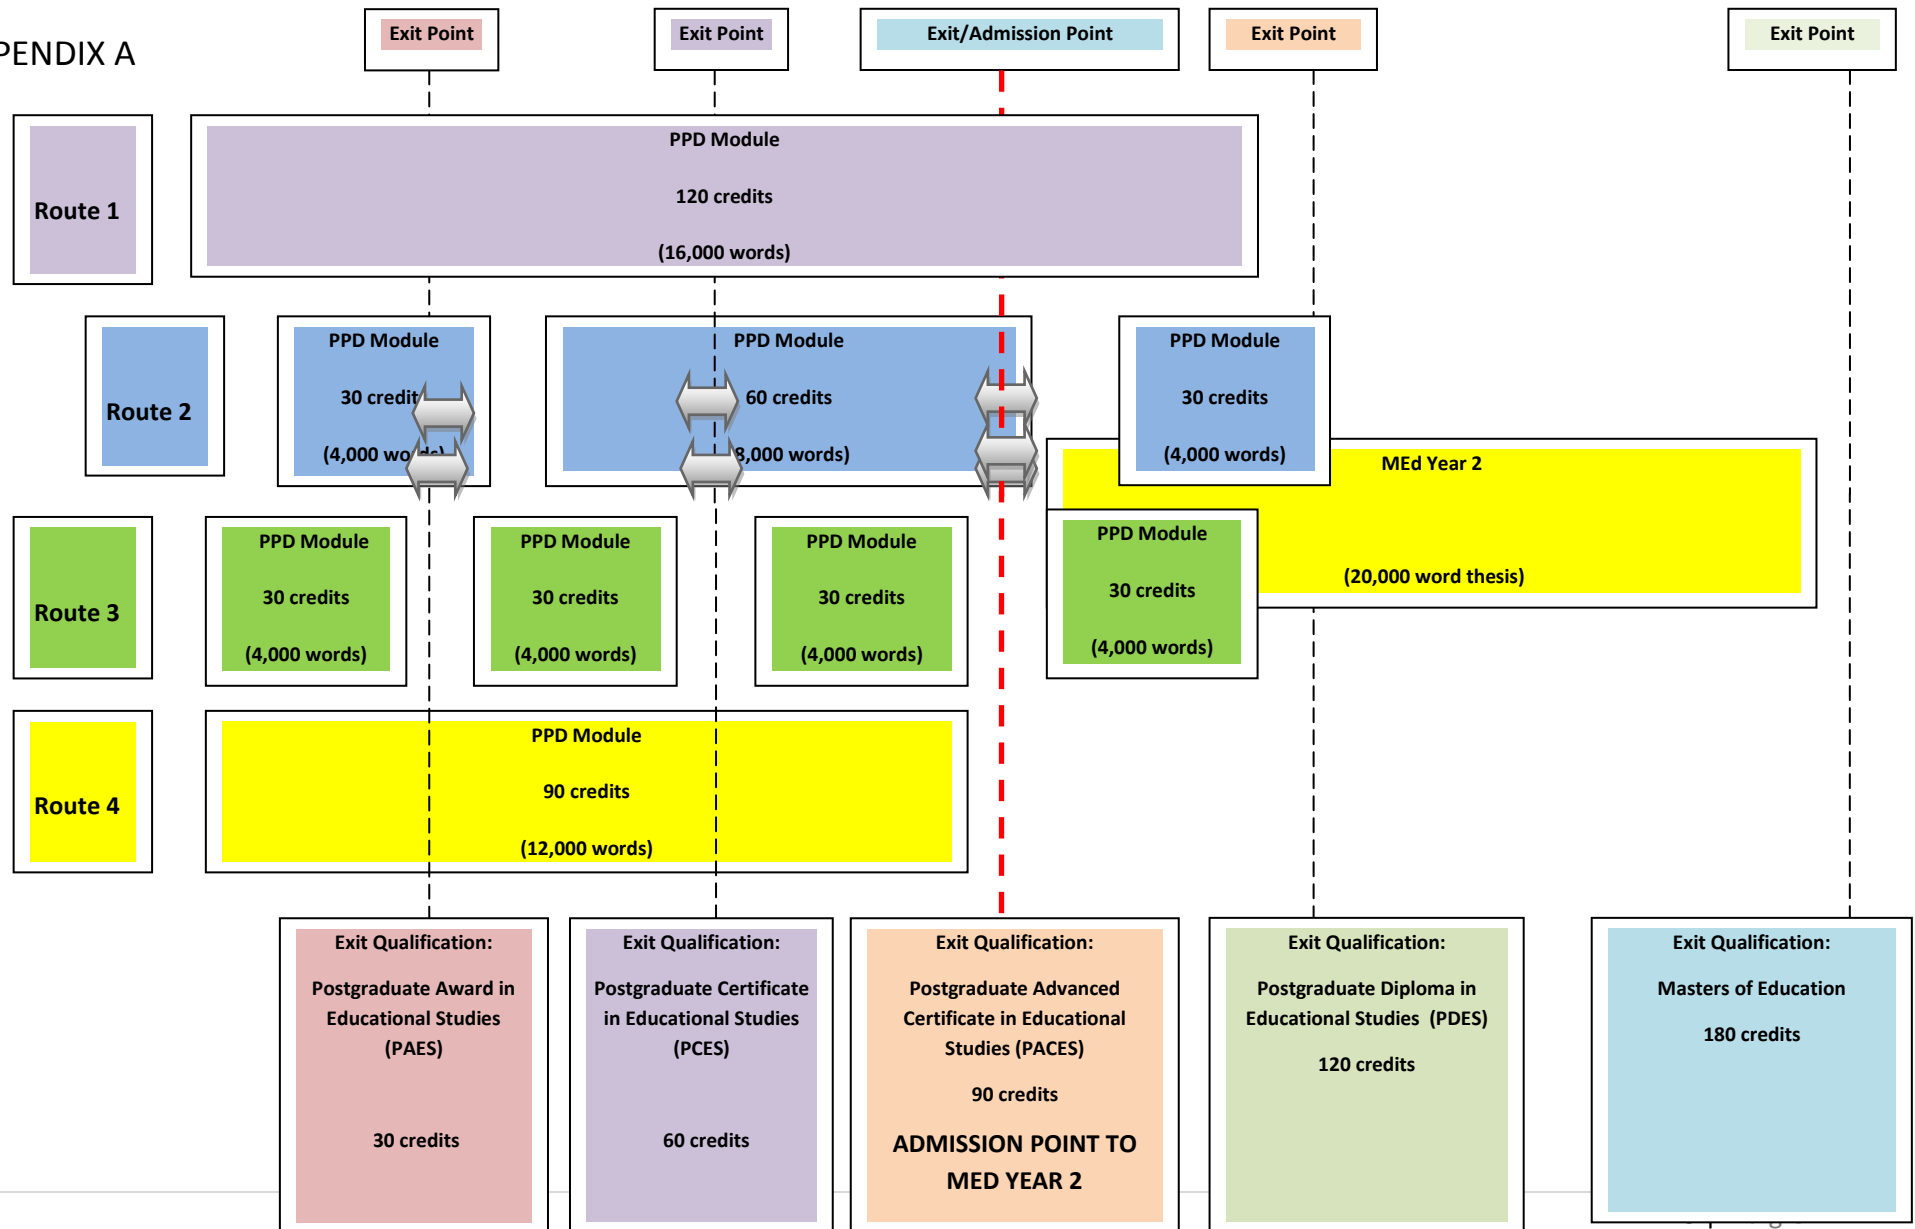 PENDIX A
Exit Point
Exit Point
Exit/Admission Point
Exit Point
Exit Point
Route 1
PPD Module
120 credits
(16,000 words)
Route 2
PPD Module
30 credit
(4,000 words)
PPD Module
60 credits
8,000 words)
PPD Module
30 credits
(4,000 words)
MEd Year 2
(20,000 word thesis)
Route 3
PPD Module
30 credits
(4,000 words)
PPD Module
30 credits
(4,000 words)
PPD Module
30 credits
(4,000 words)
PPD Module
30 credits
(4,000 words)
Route 4
PPD Module
90 credits
(12,000 words)
Exit Qualification:
Postgraduate Award in
Educational Studies
(PAES)
30 credits
Exit Qualification:
Postgraduate Certificate
in Educational Studies
(PCES)
60 credits
Exit Qualification:
Postgraduate Advanced
Certificate in Educational
Studies (PACES)
90 credits
ADMISSION POINT TO
MED YEAR 2
Exit Qualification:
Postgraduate Diploma in
Educational Studies (PDES)
120 credits
Exit Qualification:
Masters of Education
180 credits